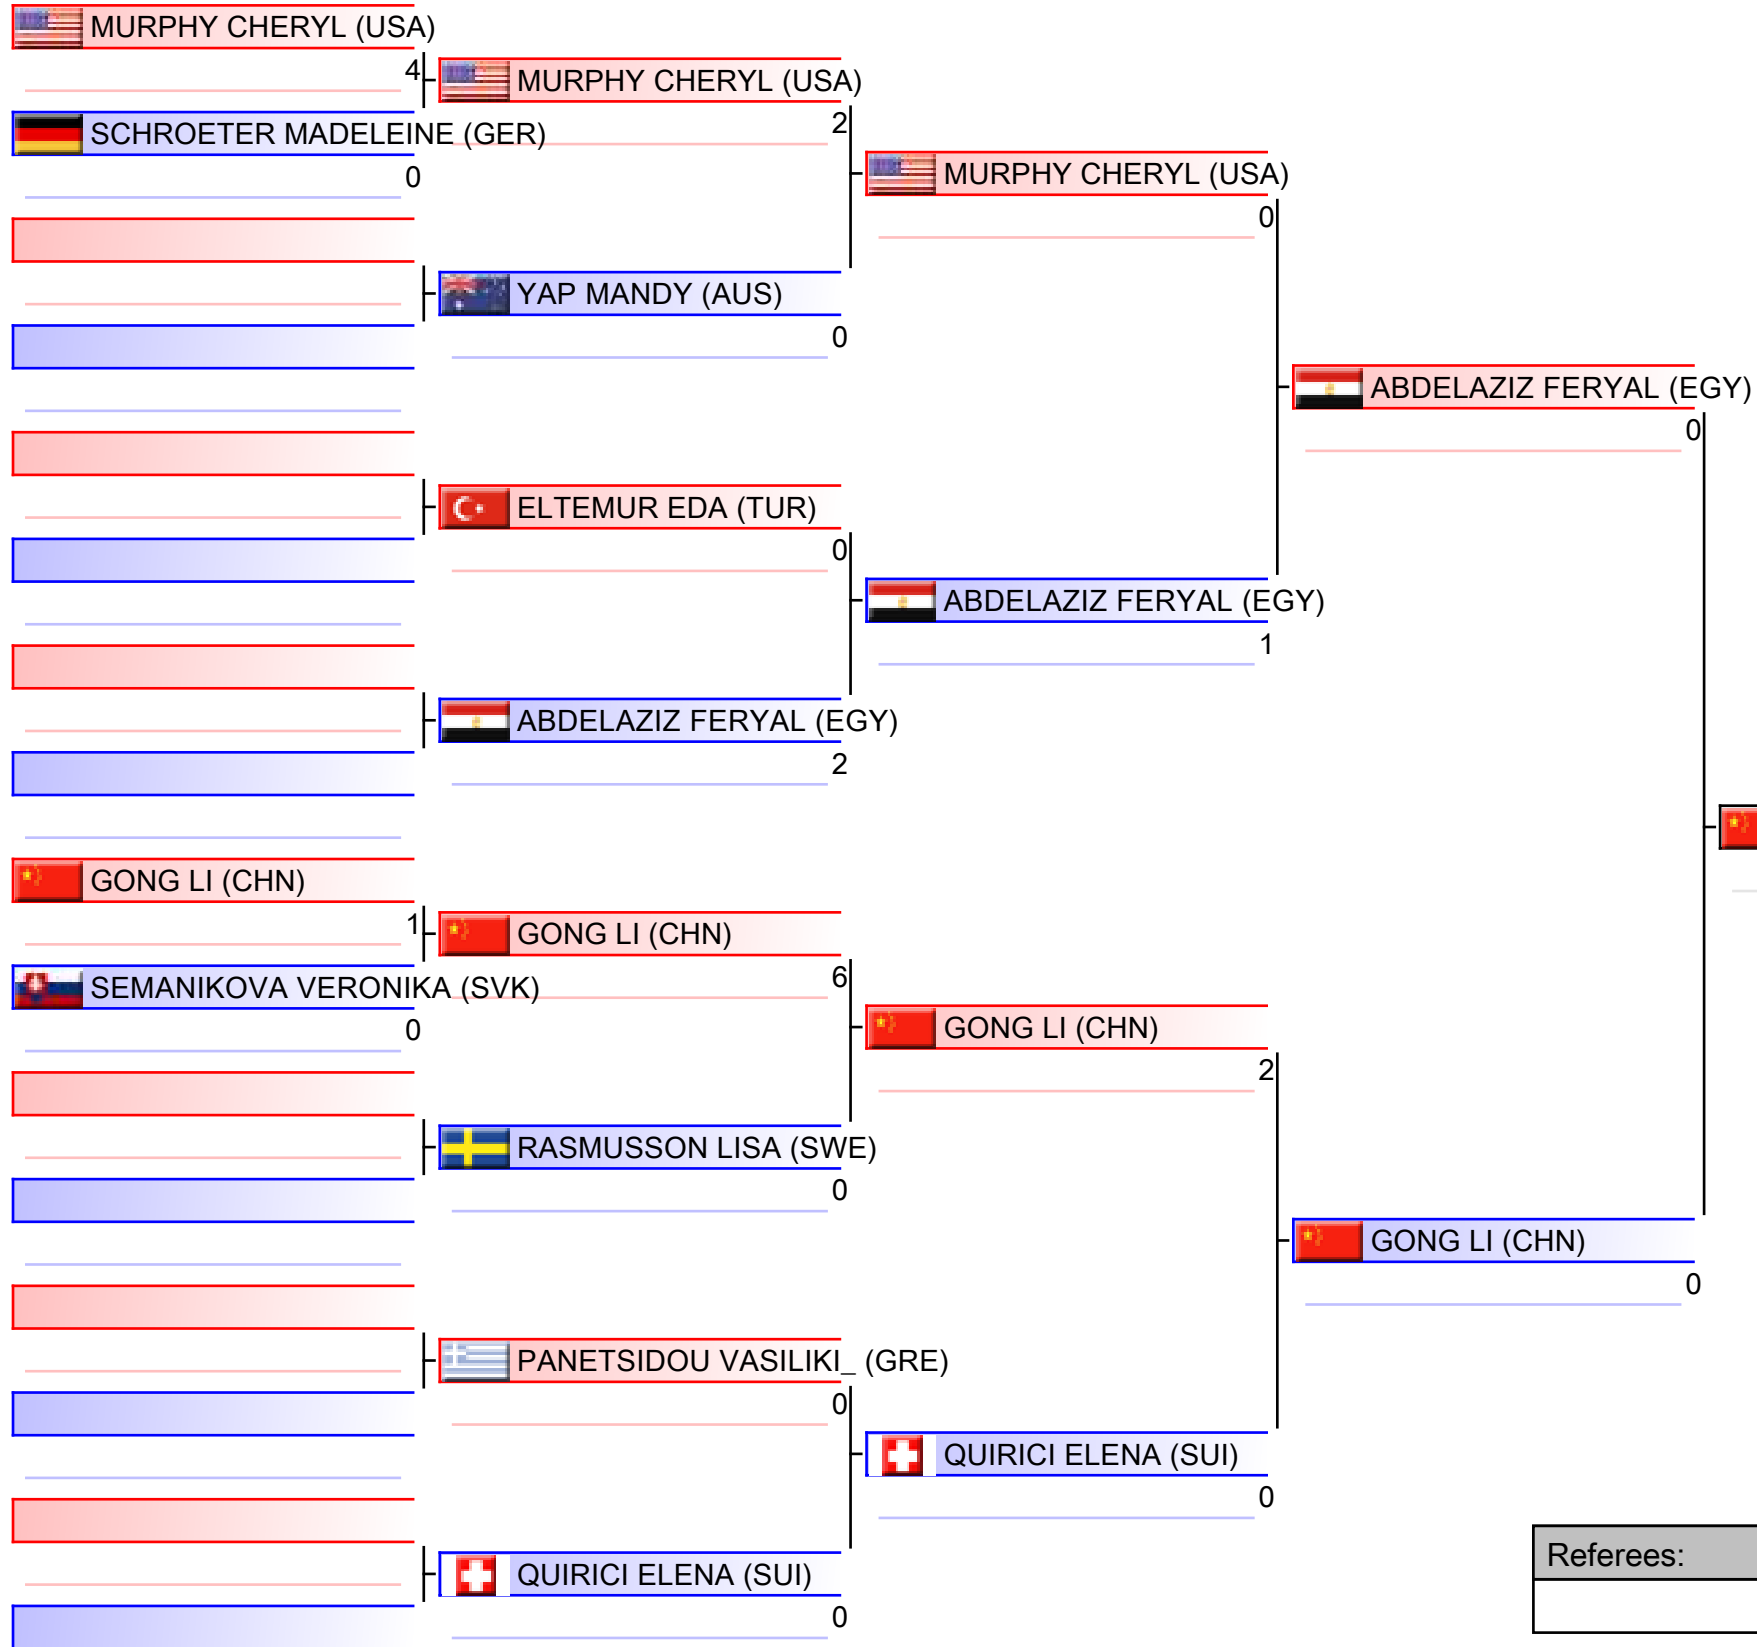 MURPHY CHERYL (USA)
4
MURPHY CHERYL (USA)
2
SCHROETER MADELEINE (GER)
0
MURPHY CHERYL (USA)
0
YAP MANDY (AUS)
0
ABDELAZIZ FERYAL (EGY)
0
ELTEMUR EDA (TUR)
0
ABDELAZIZ FERYAL (EGY)
1
ABDELAZIZ FERYAL (EGY)
2
GONG LI (CHN)
1
GONG LI (CHN)
6
SEMANIKOVA VERONIKA (SVK)
0
GONG LI (CHN)
2
RASMUSSON LISA (SWE)
0
GONG LI (CHN)
0
PANETSIDOU VASILIKI_ (GRE)
0
QUIRICI ELENA (SUI)
0
QUIRICI ELENA (SUI)
0
Referees: